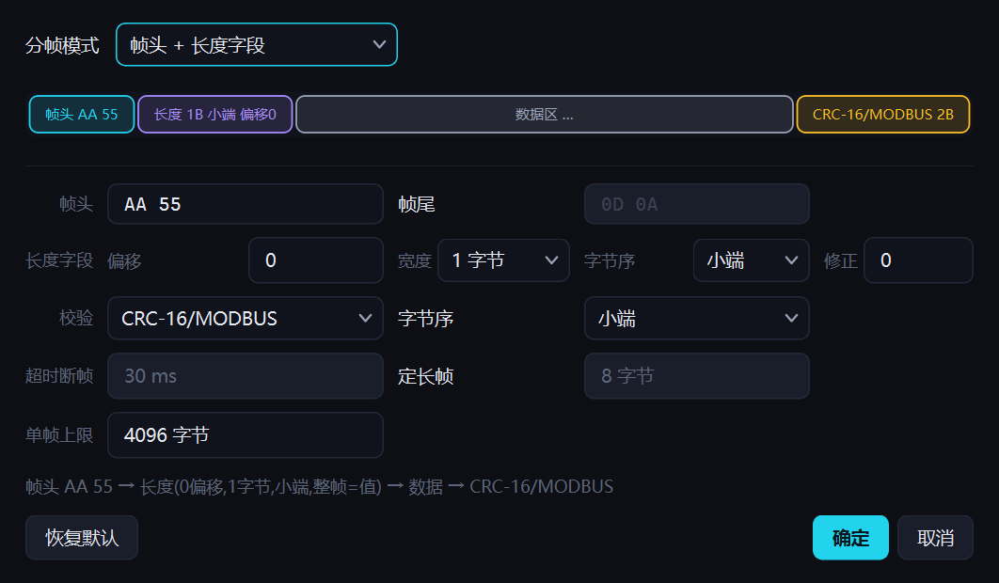 分帧模式 帧头 + 长度字段
帧头 AA 55 长度 1B 小端 偏移0 数据区 ... CRC-16/MODBUS 2B
帧头 AA 55 帧尾 0D 0A
长度字段 偏移 0 宽度 1 字节 字节序 小端 修正 0
校验 CRC-16/MODBUS 字节序 小端
超时断帧 30 ms 定长帧 8 字节
单帧上限 4096 字节
帧头 AA 55 → 长度(0偏移,1字节,小端,整帧=值) → 数据 → CRC-16/MODBUS
恢复默认 确定 取消